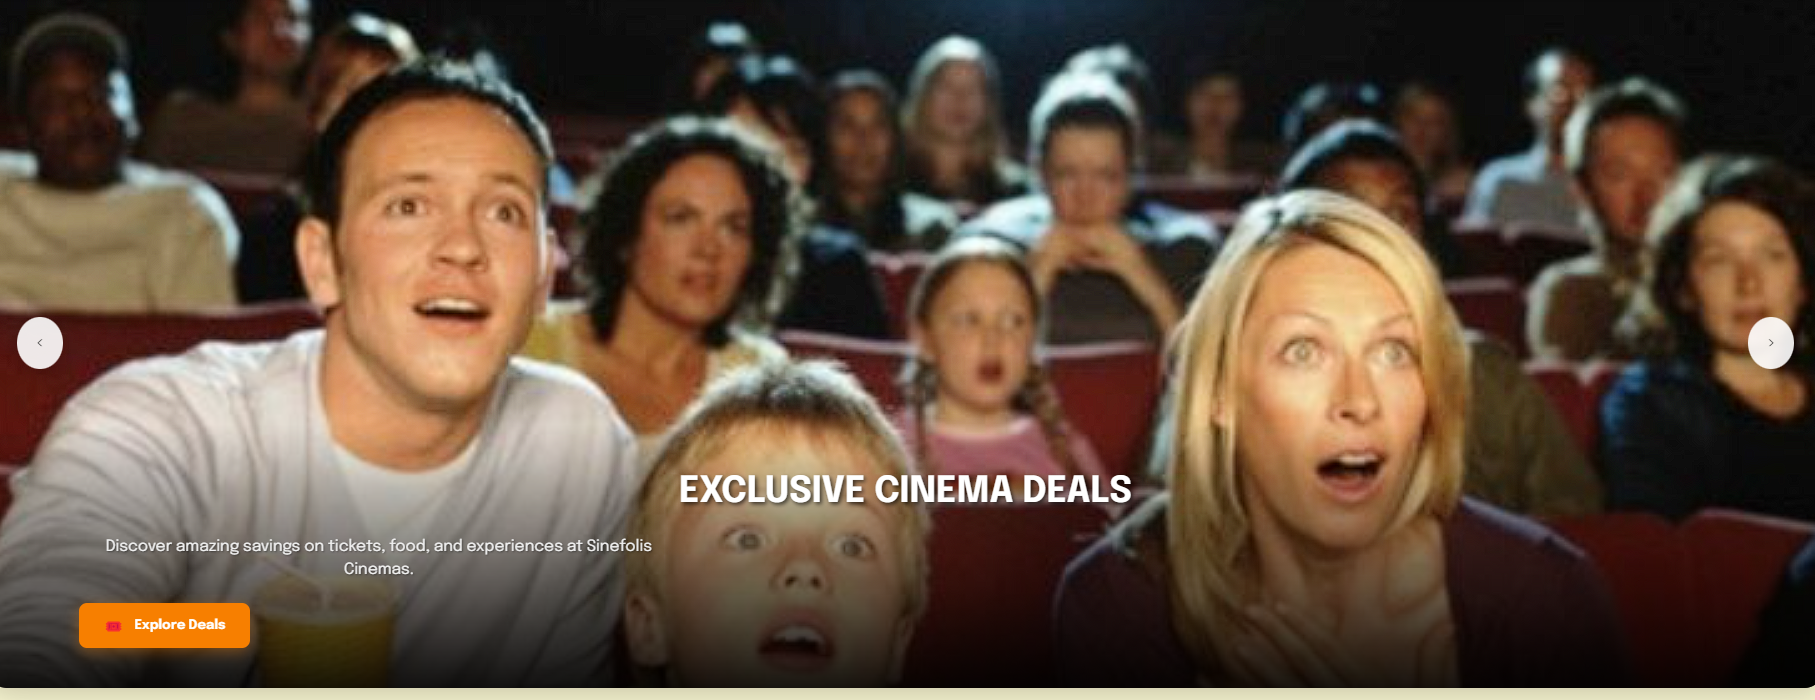 EXCLUSIVE CINEMA DEALS
Discover amazing savings on tickets, food, and experiences at Sinefolis
Cinemas.
Explore Deals